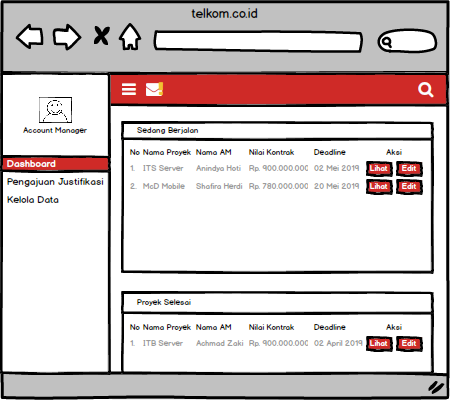 telkom.co.id
Account Manager
Dashboard
Pengajuan Justifikasi
Kelola Data
Sedang Berjalan
No Nama Proyek Nama AM Nilai Kontrak Deadline Aksi
1. ITS Server Anindya Hati Rp. 900.000.000 02 Mei 2019 Lihat Edit
2. McD Mobile Shafira Herdi Rp. 780.000.000 20 Mei 2019 Lihat Edit
Proyek Selesai
No Nama Proyek Nama AM Nilai Kontrak Deadline Aksi
1. ITB Server Achmad Zaki Rp. 900.000.000 02 April 2019 Lihat Edit